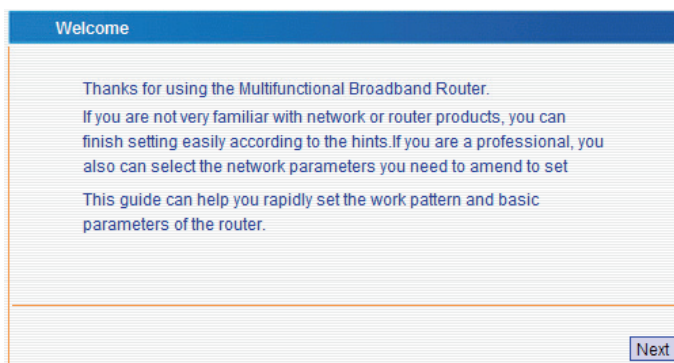 Welcome
Thanks for using the Multifunctional Broadband Router.
If you are not very familiar with network or router products, you can
finish setting easily according to the hints.If you are a professional, you
also can select the network parameters you need to amend to set
This guide can help you rapidly set the work pattern and basic
parameters of the router.
Next